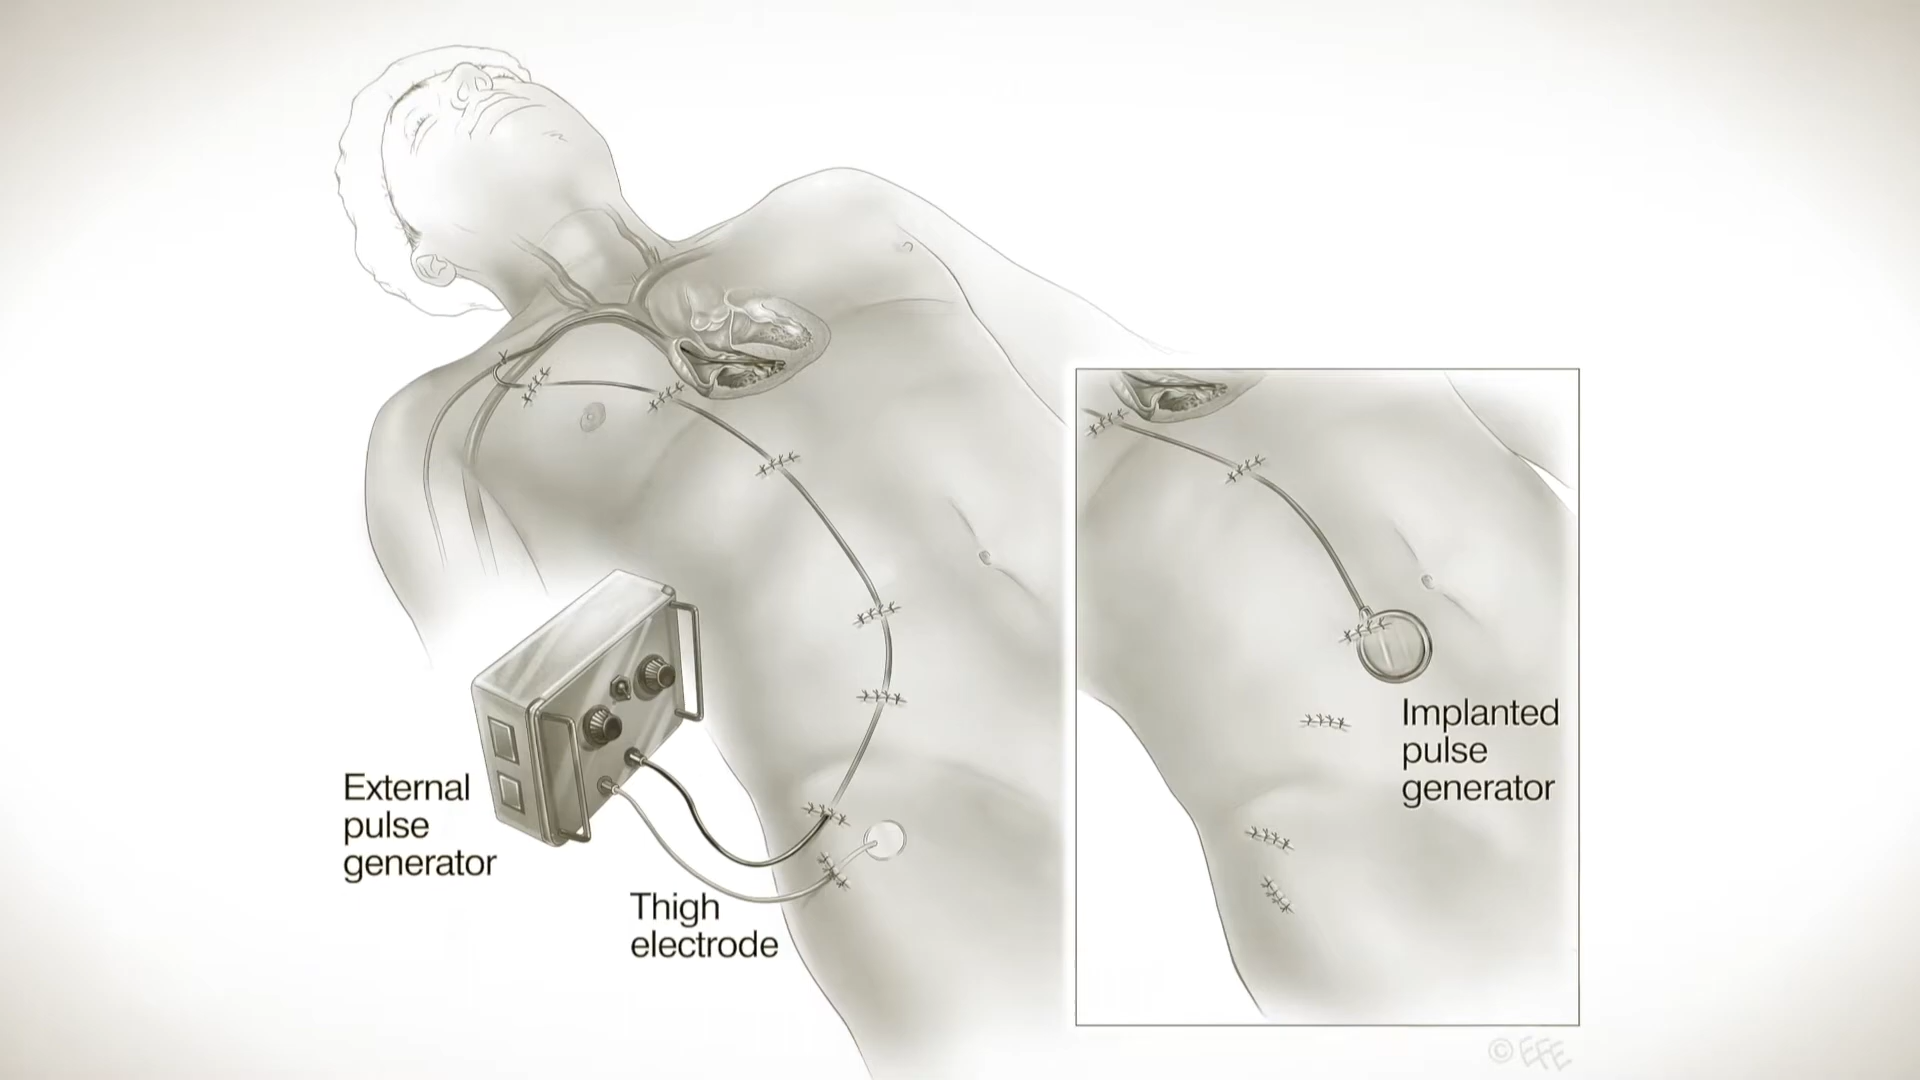 External
pulse
generator
Thigh
electrode
Implanted
pulse
generator
© EFE